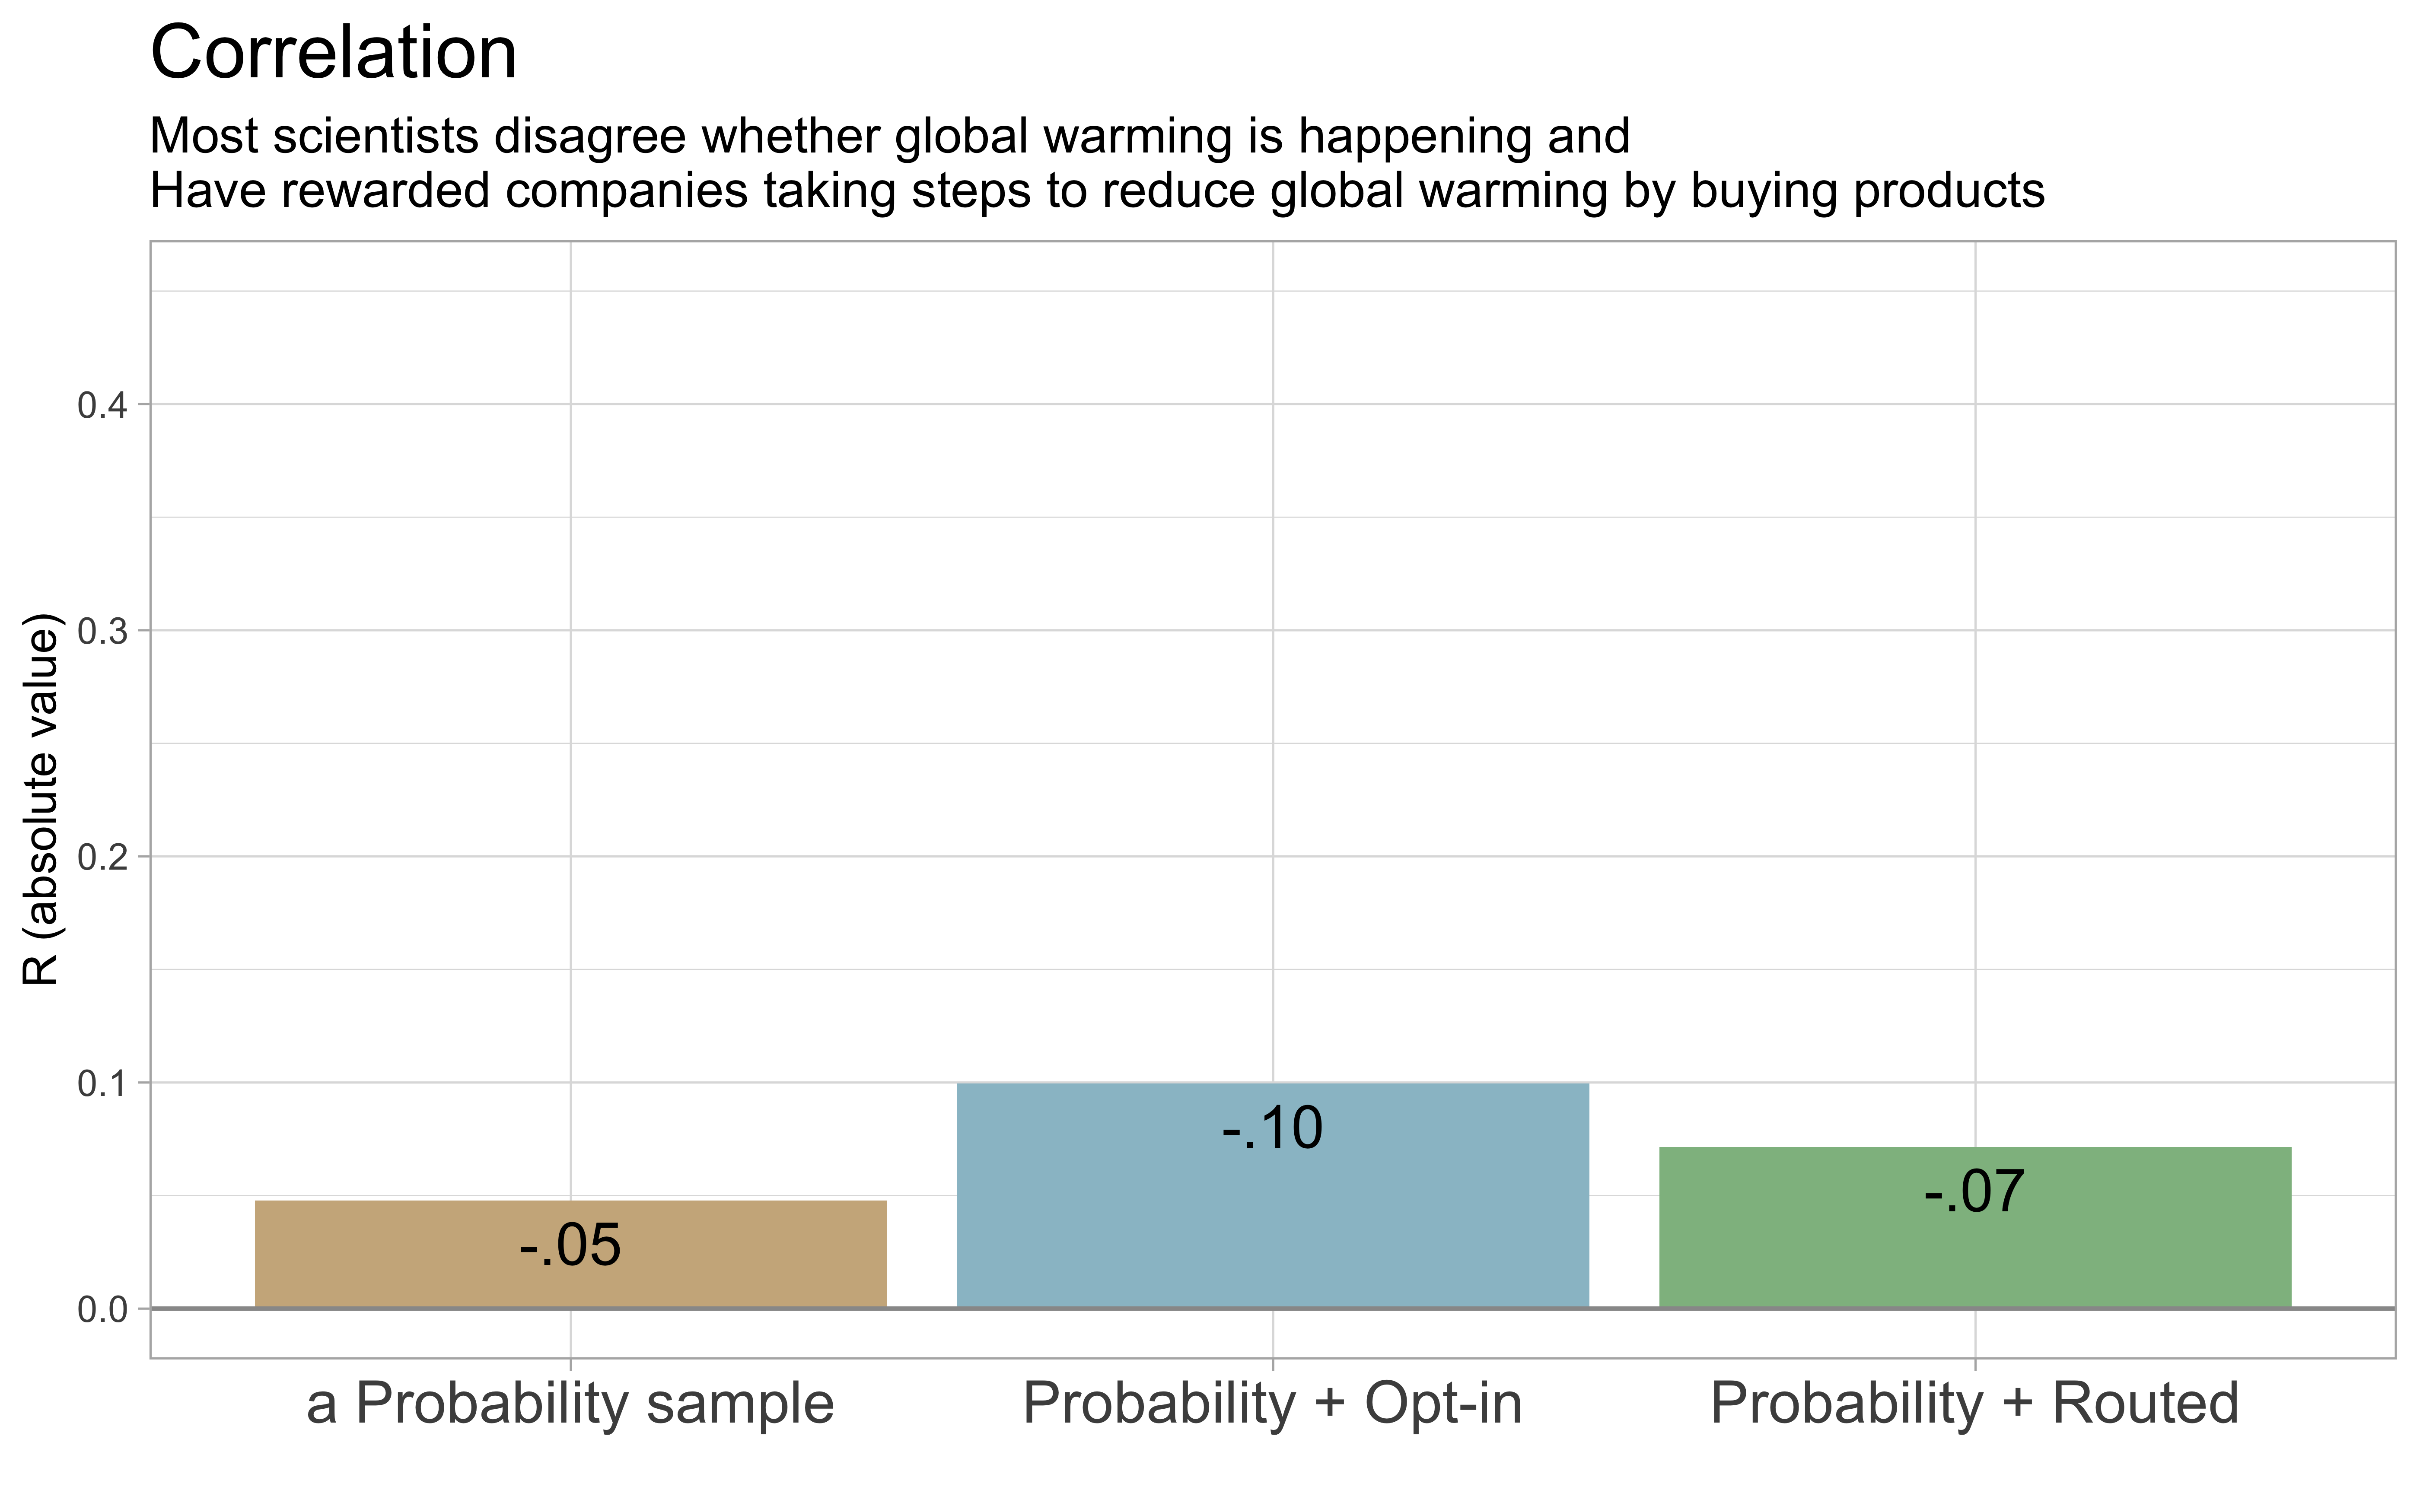 Correlation
Most scientists disagree whether global warming is happening and
Have rewarded companies taking steps to reduce global warming by buying products
R (absolute value)
0.4
0.3
0.2
0.1
0.0
-.05
-.10
-.07
a Probability sample
Probability + Opt-in
Probability + Routed